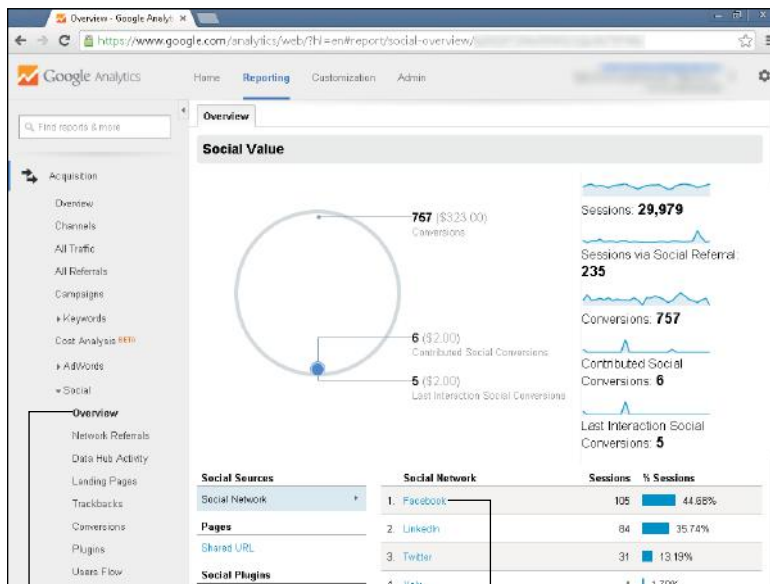 Overview - Google Analyt
https://www.google.com/analytics/web/?hl=en#report/social-overview/
Google Analytics
Home Reporting Customization Admin
Find reports & more
Overview
Social Value
Acquisition
Overview
Channels
All Traffic
All Referrals
Campaigns
Keywords
Cost Analysis BETA
AdWords
Social
Overview
Network Referrals
Data Hub Activity
Landing Pages
Trackbacks
Conversions
Plugins
Users Flow
757 ($323.00)
Conversions
6 ($2.00)
Contributed Social Conversions
5 ($2.00)
Last Interaction Social Conversions
Sessions: 29,979
Sessions via Social Referral:
235
Conversions: 757
Contributed Social
Conversions: 6
Last Interaction Social
Conversions: 5
Social Sources
Social Network
Pages
Shared URL
Social Plugins
Social Network Sessions % Sessions
1. Facebook 105 44.68%
2. LinkedIn 84 35.74%
3. Twitter 31 13.19%